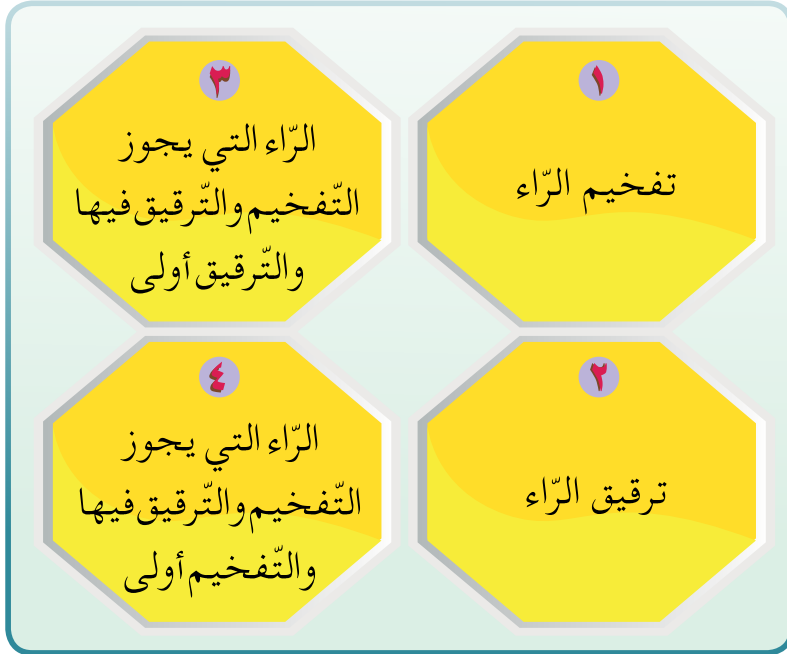 ١
تفخيم الرّاء
٢
ترقيق الرّاء
٣
الرّاء التي يجوز
التّفخيم والتّرقيق فيها
والتّرقيق أولى
٤
الرّاء التي يجوز
التّفخيم والتّرقيق فيها
والتّفخيم أولى